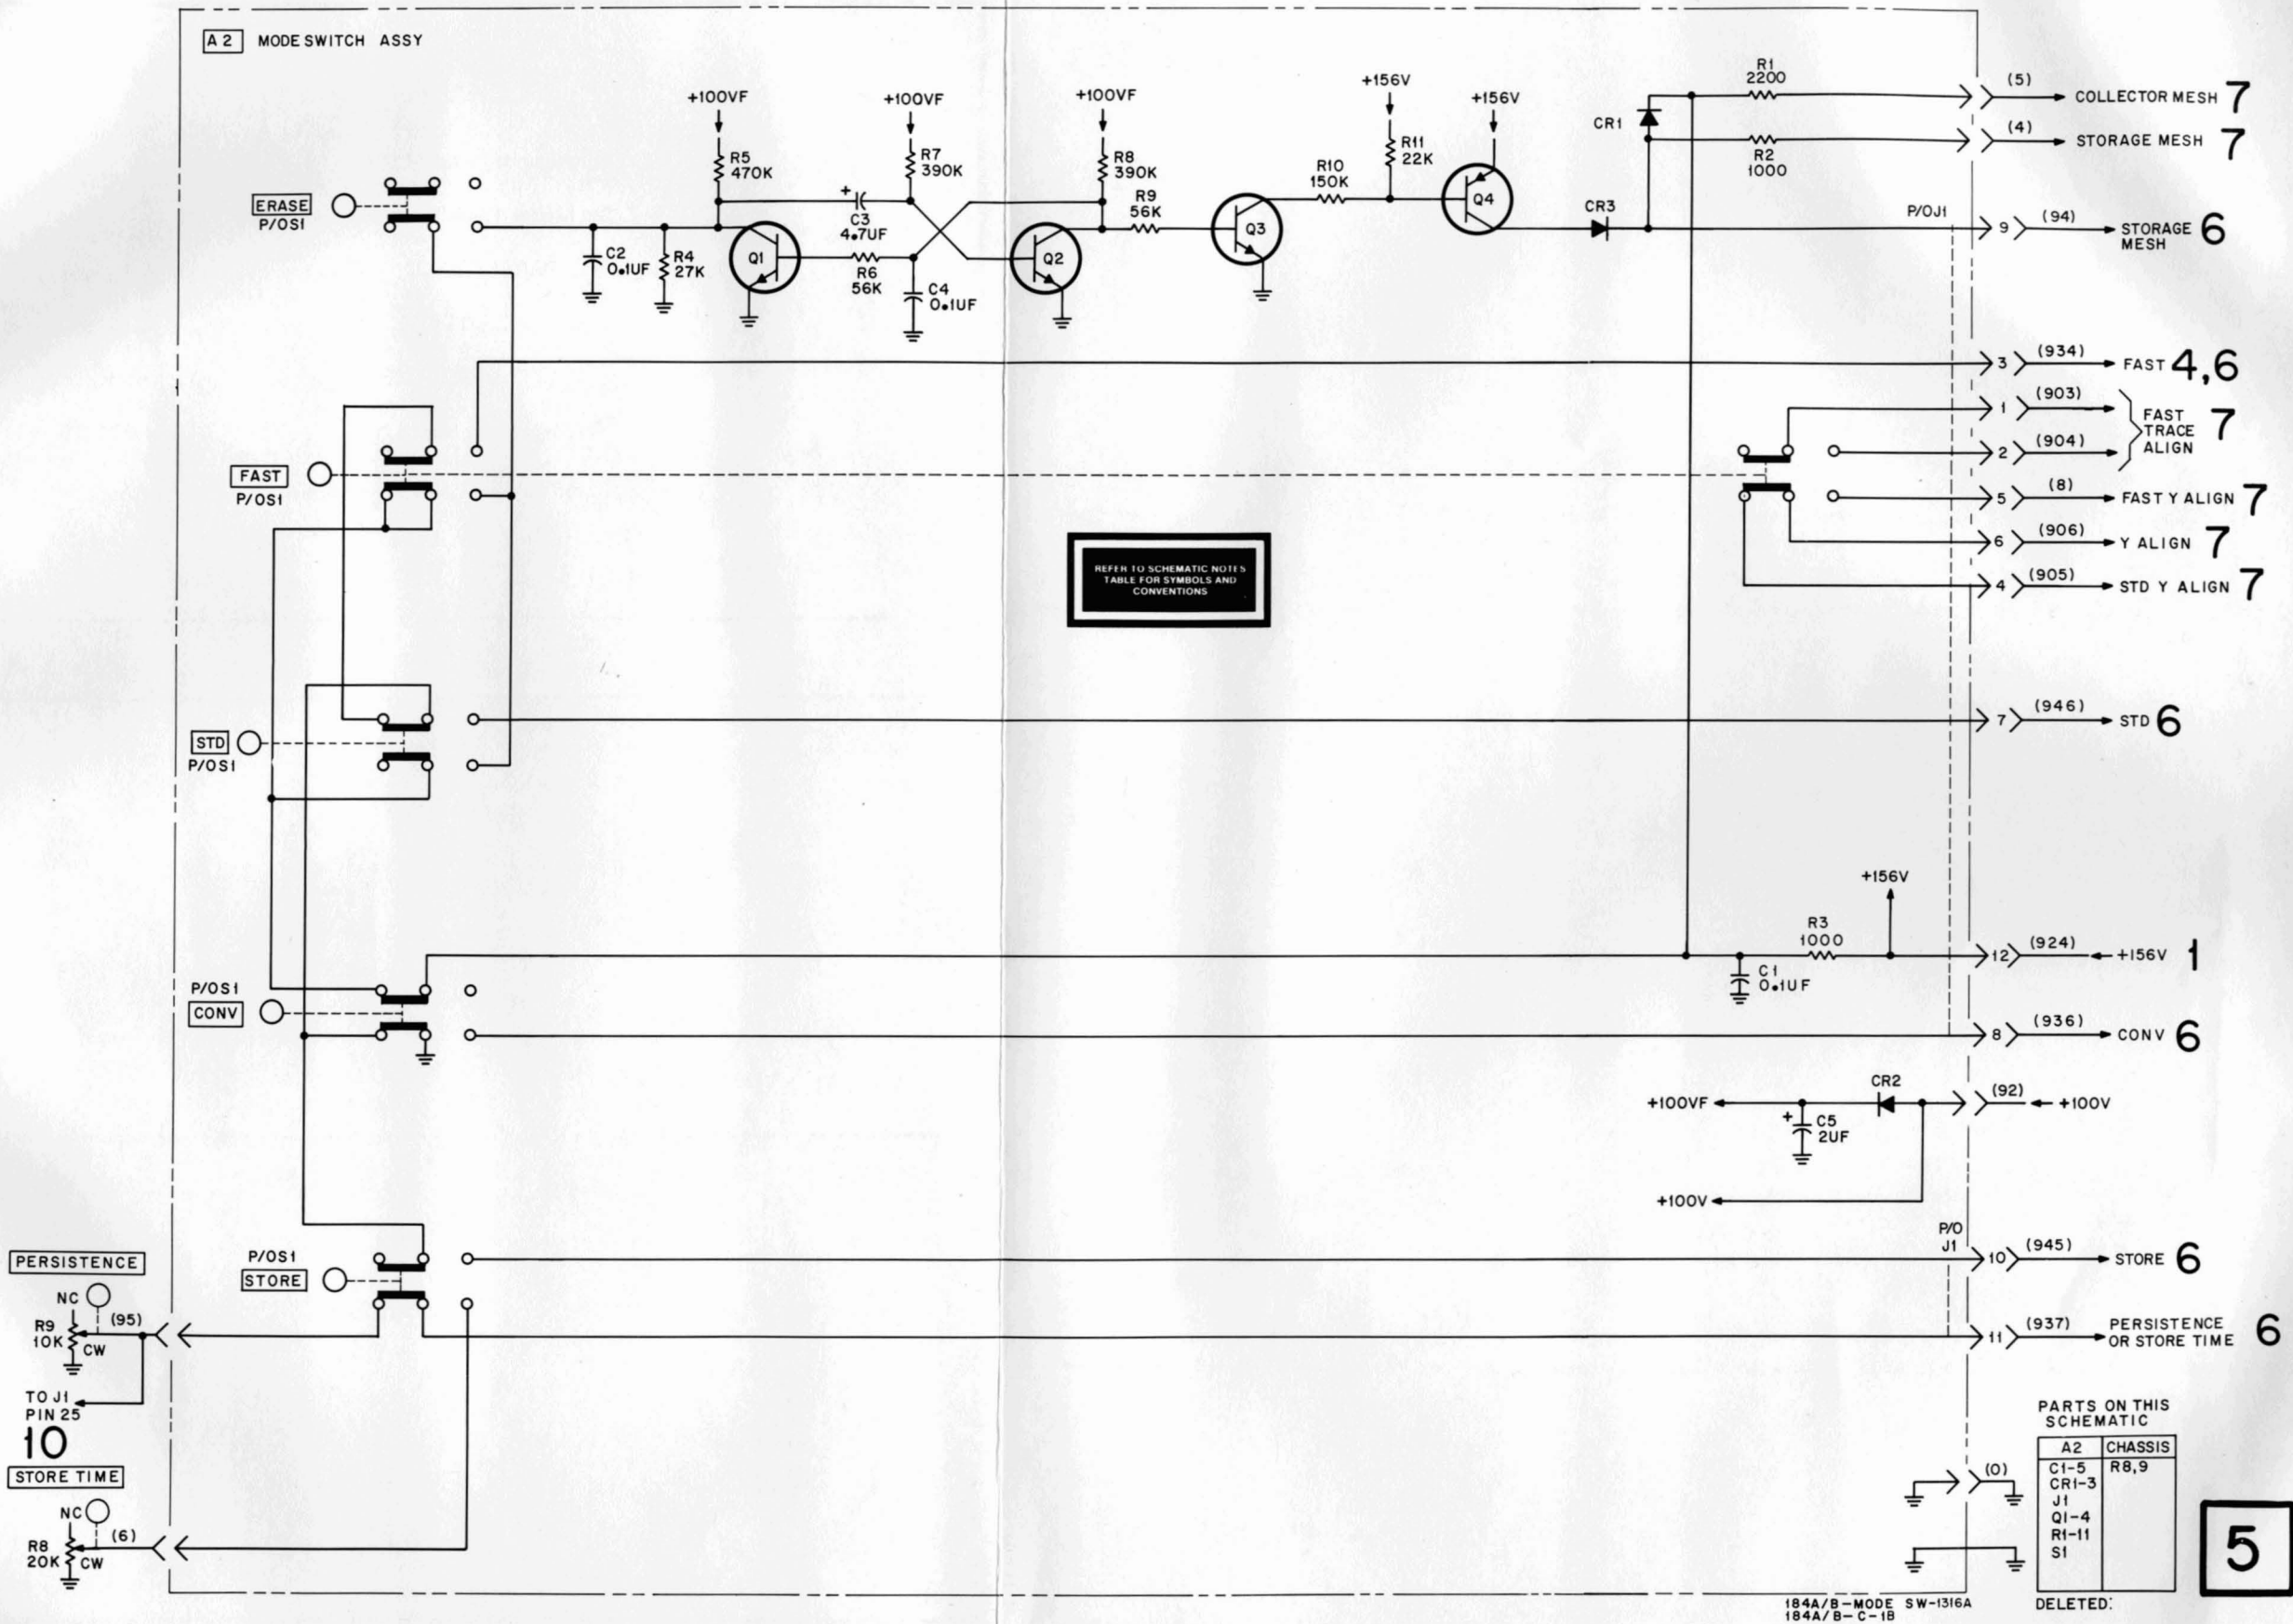 A2 MODE SWITCH ASSY
+100VF
+100VF
+100VF
+156V
+156V
R5
470K
R7
390K
R8
390K
R9
56K
R10
150K
R11
22K
Q4
CR1
CR3
R1
2200
R2
1000
(5) COLLECTOR MESH 7
(4) STORAGE MESH 7
P/OJ1
9 (94) STORAGE MESH 6
ERASE
P/OS1
C2
0.1UF
R4
27K
+
C3
4.7UF
Q1
R6
56K
C4
0.1UF
Q2
Q3
3 (934) FAST 4,6
1 (903)
2 (904)
FAST
TRACE
ALIGN
7
5 (8) FAST Y ALIGN 7
6 (906) Y ALIGN 7
4 (905) STD Y ALIGN 7
FAST
P/OS1
REFER TO SCHEMATIC NOTES
TABLE FOR SYMBOLS AND
CONVENTIONS
STD
P/OS1
7 (946) STD 6
+156V
R3
1000
C1
0.1UF
12 (924) +156V 1
P/OS1
CONV
8 (936) CONV 6
+100VF
CR2
(92) +100V
+
C5
2UF
+100V
P/O
J1
10 (945) STORE 6
P/OS1
STORE
11 (937) PERSISTENCE
OR STORE TIME 6
PERSISTENCE
NC
(95)
R9
10K
CW
TO J1
PIN 25
10
STORE TIME
NC
(6)
R8
20K
CW
(0)
PARTS ON THIS
SCHEMATIC
A2 CHASSIS
C1-5 R8,9
CR1-3
J1
Q1-4
R1-11
S1
DELETED:
5
184A/B-MODE SW-1316A
184A/B-C-1B